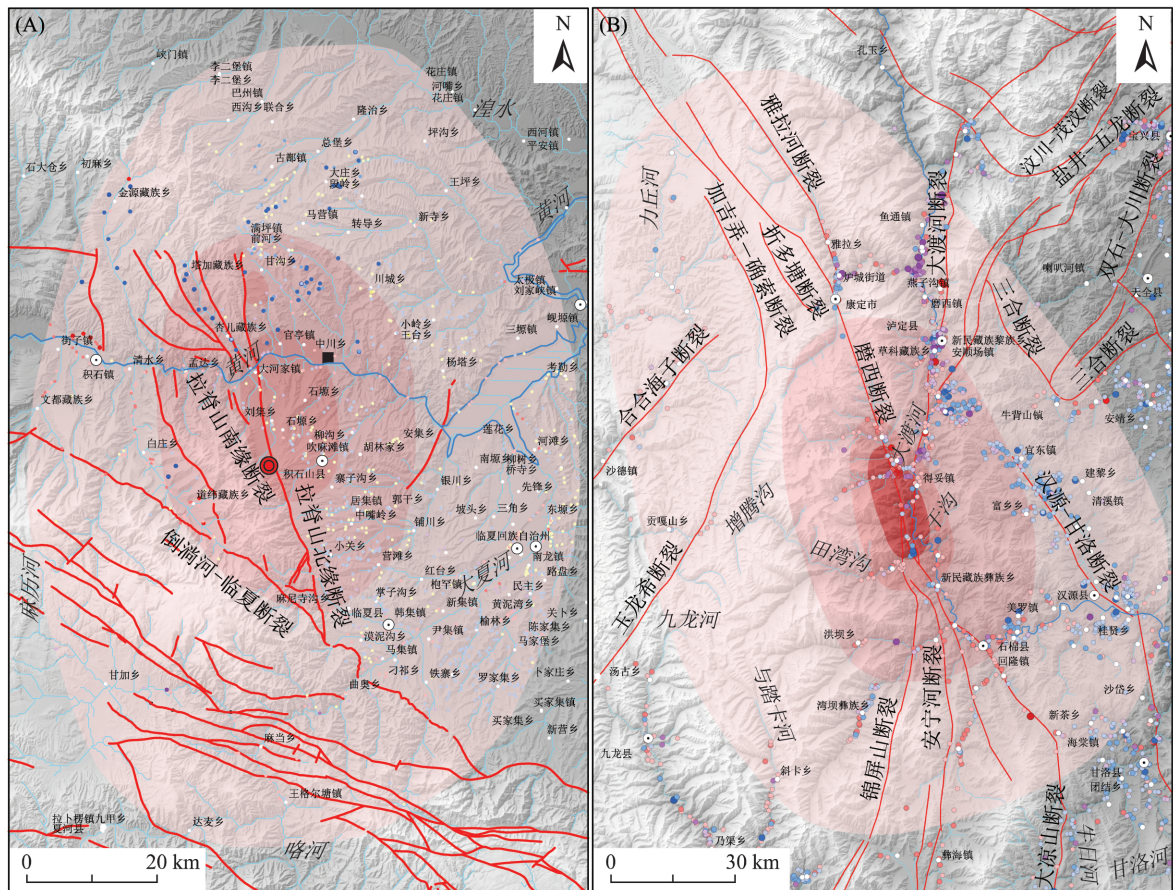 (A)
N
峡门镇
李二堡镇
李二堡乡
巴州镇
西沟乡
联合乡
花庄镇
河嘴乡
花庄镇
湟水
隆治乡
坪沟乡
西河镇
平安镇
总堡乡
石大仓乡
初麻乡
古鄯镇
金源藏族乡
大庄乡
段岭乡
王坪乡
黄河
马营镇
转导乡
新寺乡
满坪镇
前河乡
塔加藏族乡
甘沟乡
川城乡
太极镇
刘家峡镇
岘塬镇
杏儿藏族乡
官亭镇
小岭乡
王台乡
三塬镇
中川乡
街子镇
清水乡
孟达乡
黄河
积石镇
大河家镇
杨塔乡
考勒乡
石塬乡
文都藏族乡
刘集乡
石塬乡
柳沟乡
安集乡
莲花乡
河滩乡
白庄乡
吹麻滩镇
胡林家乡
积石山县
南塬乡
柳树乡
桥寺乡
拉脊山南缘断裂
寨子沟乡
银川乡
先锋乡
道帏藏族乡
居集镇
郭干乡
中嘴岭乡
坡头乡
三角乡
东塬乡
铺川乡
拉脊山北缘断裂
小关乡
营滩乡
临夏回族自治州
南龙镇
倒淌河-临夏断裂
红台乡
大夏河
路盘乡
麻历河
掌子沟乡
枹罕镇
民主乡
麻尼寺沟乡
新集镇
黄泥湾乡
临夏县
韩集镇
关卜乡
榆林乡
陈家集乡
漠泥沟乡
尹集镇
马家堡乡
马集镇
刁祁乡
铁寨乡
卜家庄乡
甘加乡
曲奥乡
罗家集乡
买家集镇
买家集乡
麻当乡
新营乡
王格尔塘镇
拉卜楞镇
九甲乡
夏河县
达麦乡
咯河
0
20 km
(B)
N
孔玉乡
雅拉河断裂
汶川-茂汶断裂
宝兴县
盐井-五龙断裂
力丘河
加吉弄-确索断裂
大渡河断裂
双石-大川断裂
鱼通镇
折多塘断裂
雅拉乡
喇叭河镇
炉城街道
燕子沟镇
天全县
康定市
磨西镇
三合断裂
泸定县
新民藏族黎族乡
草科藏族乡
安顺场镇
合合海子断裂
磨西断裂
三合断裂
牛背山镇
安靖乡
大渡河
宜东镇
沙德镇
得妥镇
建黎乡
汉源-甘洛断裂
增腾沟
富乡乡
清溪镇
贡嘎山乡
干沟
田湾沟
玉龙希断裂
新民藏族彝族乡
九龙河
汉源县
美罗镇
洪坝乡
桂贤乡
石棉县
回隆镇
汤古乡
安宁河断裂
与踏卡河
沙岱乡
湾坝彝族乡
新茶乡
九龙县
海棠镇
锦屏山断裂
斜卡乡
甘洛县
团结乡
乃渠乡
彝海镇
大凉山断裂
牛日河
甘洛河
0
30 km